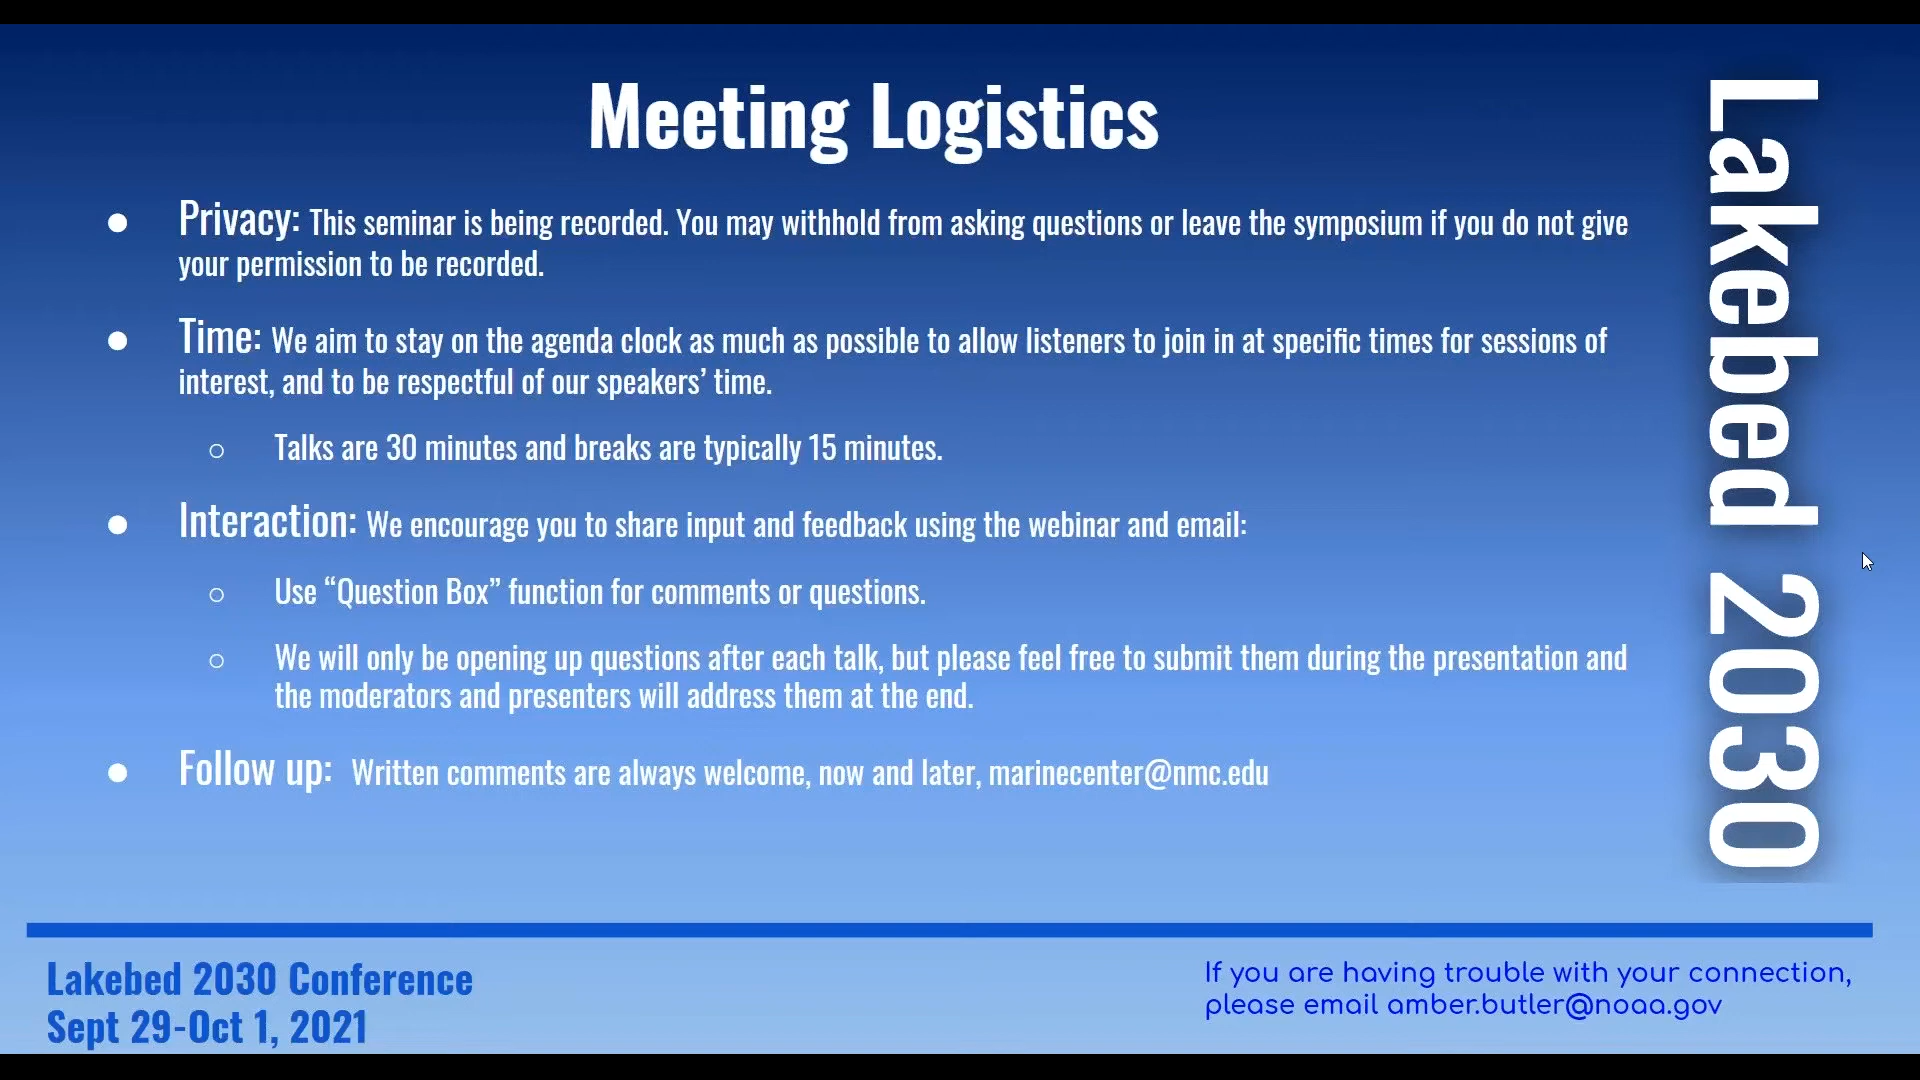 Meeting Logistics
● Privacy: This seminar is being recorded. You may withhold from asking questions or leave the symposium if you do not give
your permission to be recorded.
● Time: We aim to stay on the agenda clock as much as possible to allow listeners to join in at specific times for sessions of
interest, and to be respectful of our speakers’ time.
○ Talks are 30 minutes and breaks are typically 15 minutes.
● Interaction: We encourage you to share input and feedback using the webinar and email:
○ Use “Question Box” function for comments or questions.
○ We will only be opening up questions after each talk, but please feel free to submit them during the presentation and
the moderators and presenters will address them at the end.
● Follow up: Written comments are always welcome, now and later, marinecenter@nmc.edu
Lakebed 2030
Lakebed 2030 Conference
Sept 29-Oct 1, 2021
If you are having trouble with your connection,
please email amber.butler@noaa.gov